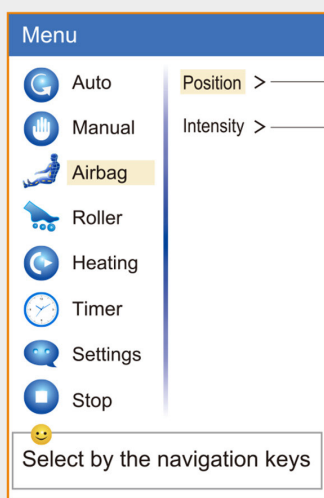 Menu
Auto
Manual
Airbag
Roller
Heating
Timer
Settings
Stop
Position >
Intensity >
Select by the navigation keys